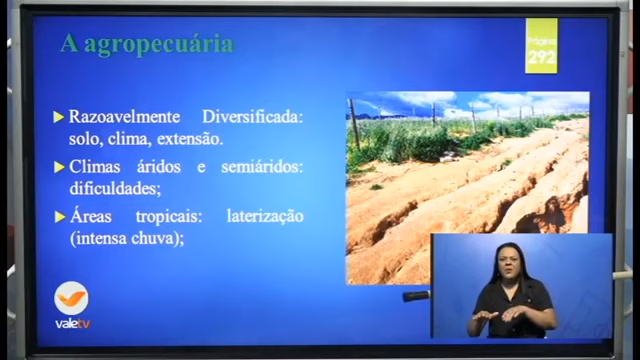 A agropecuária
Página
292
Razoavelmente Diversificada:
solo, clima, extensão.
Climas áridos e semiáridos:
dificuldades;
Áreas tropicais: laterização
(intensa chuva);
valetv